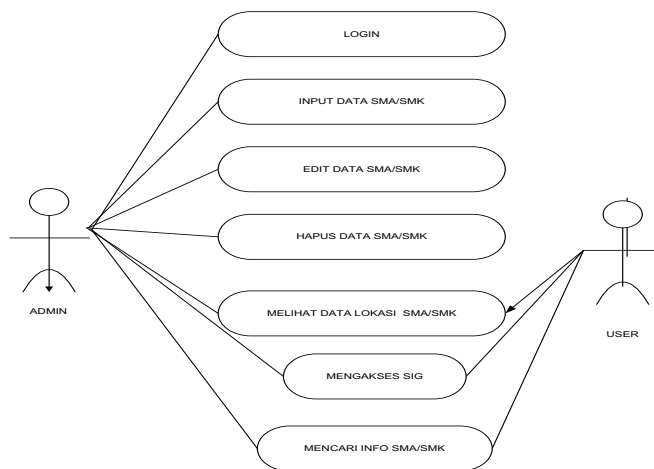 LOGIN
INPUT DATA SMA/SMK
EDIT DATA SMA/SMK
HAPUS DATA SMA/SMK
MELIHAT DATA LOKASI SMA/SMK
MENGAKSES SIG
MENCARI INFO SMA/SMK
ADMIN
USER